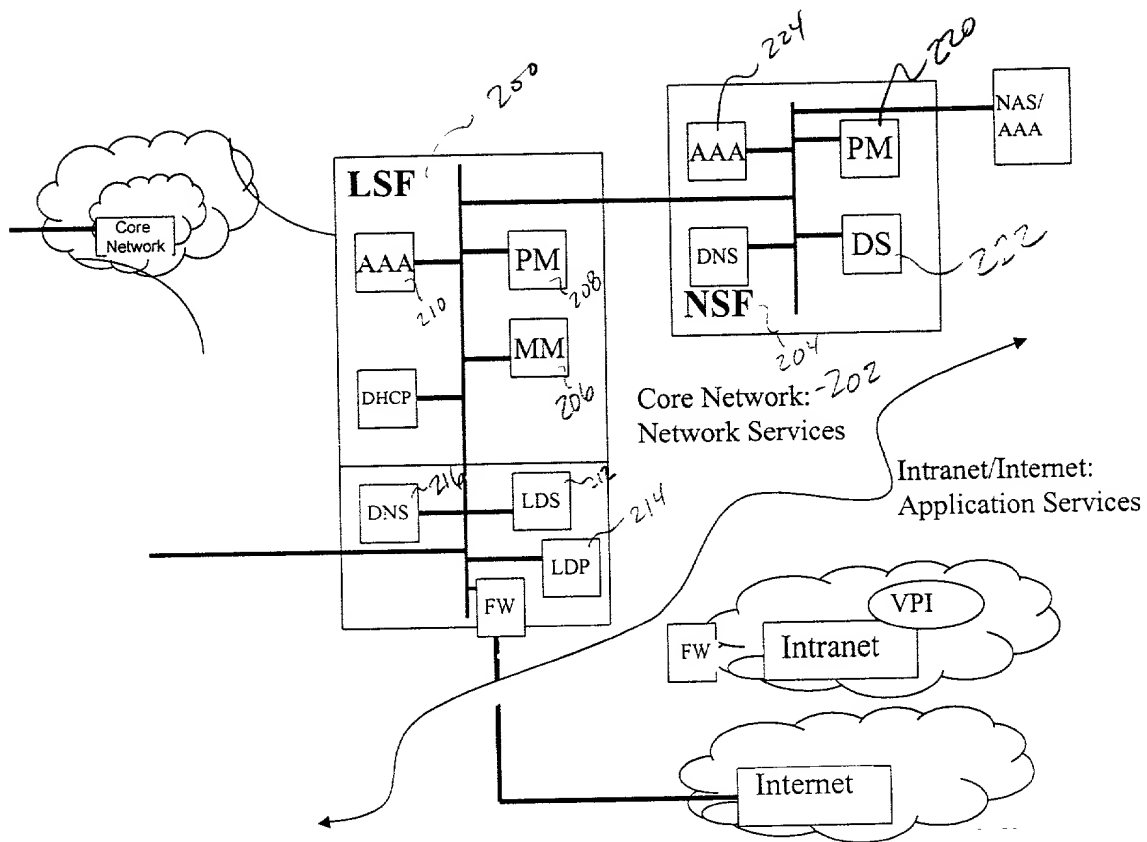 224
220
200
NAS/
AAA
AAA
PM
LSF
Core
Network
AAA
210
PM
208
DNS
DS
222
NSF
204
MM
206
DHCP
Core Network: -202
Network Services
Intranet/Internet:
Application Services
DNS
216
LDS
212
214
LDP
FW
VPI
FW
Intranet
Internet